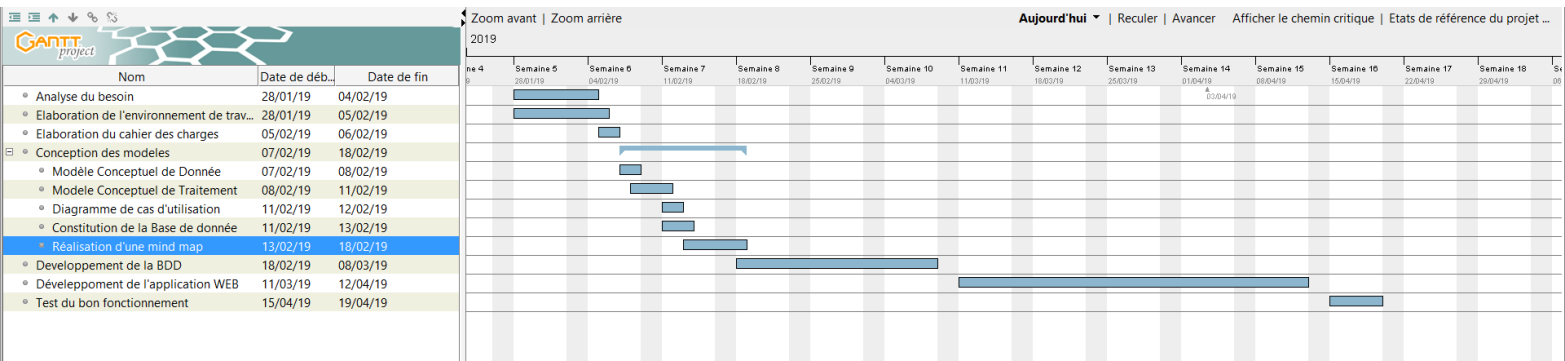 Zoom avant | Zoom arrière
Aujourd'hui | Reculer | Avancer Afficher le chemin critique | Etats de référence du projet ...
GANTT project
2019
ne 4 Semaine 5 Semaine 6 Semaine 7 Semaine 8 Semaine 9 Semaine 10 Semaine 11 Semaine 12 Semaine 13 Semaine 14 Semaine 15 Semaine 16 Semaine 17 Semaine 18 Se
9 28/01/19 04/02/19 11/02/19 18/02/19 25/02/19 04/03/19 11/03/19 18/03/19 25/03/19 01/04/19 08/04/19 15/04/19 22/04/19 29/04/19 06
Nom Date de déb... Date de fin
Analyse du besoin 28/01/19 04/02/19
03/04/19
Elaboration de l'environnement de trav... 28/01/19 05/02/19
Elaboration du cahier des charges 05/02/19 06/02/19
Conception des modeles 07/02/19 18/02/19
Modèle Conceptuel de Donnée 07/02/19 08/02/19
Modele Conceptuel de Traitement 08/02/19 11/02/19
Diagramme de cas d'utilisation 11/02/19 12/02/19
Constitution de la Base de donnée 11/02/19 13/02/19
Réalisation d'une mind map 13/02/19 18/02/19
Developpement de la BDD 18/02/19 08/03/19
Déveleppoment de l'application WEB 11/03/19 12/04/19
Test du bon fonctionnement 15/04/19 19/04/19